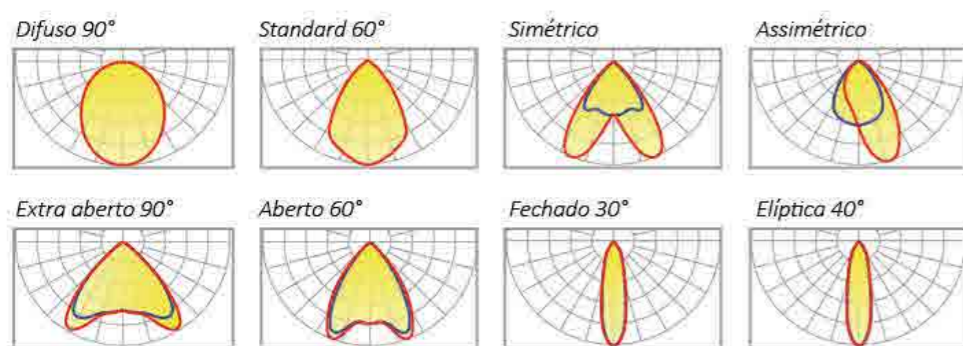 Difuso 90°
Standard 60°
Simétrico
Assimétrico
Extra aberto 90°
Aberto 60°
Fechado 30°
Elíptica 40°